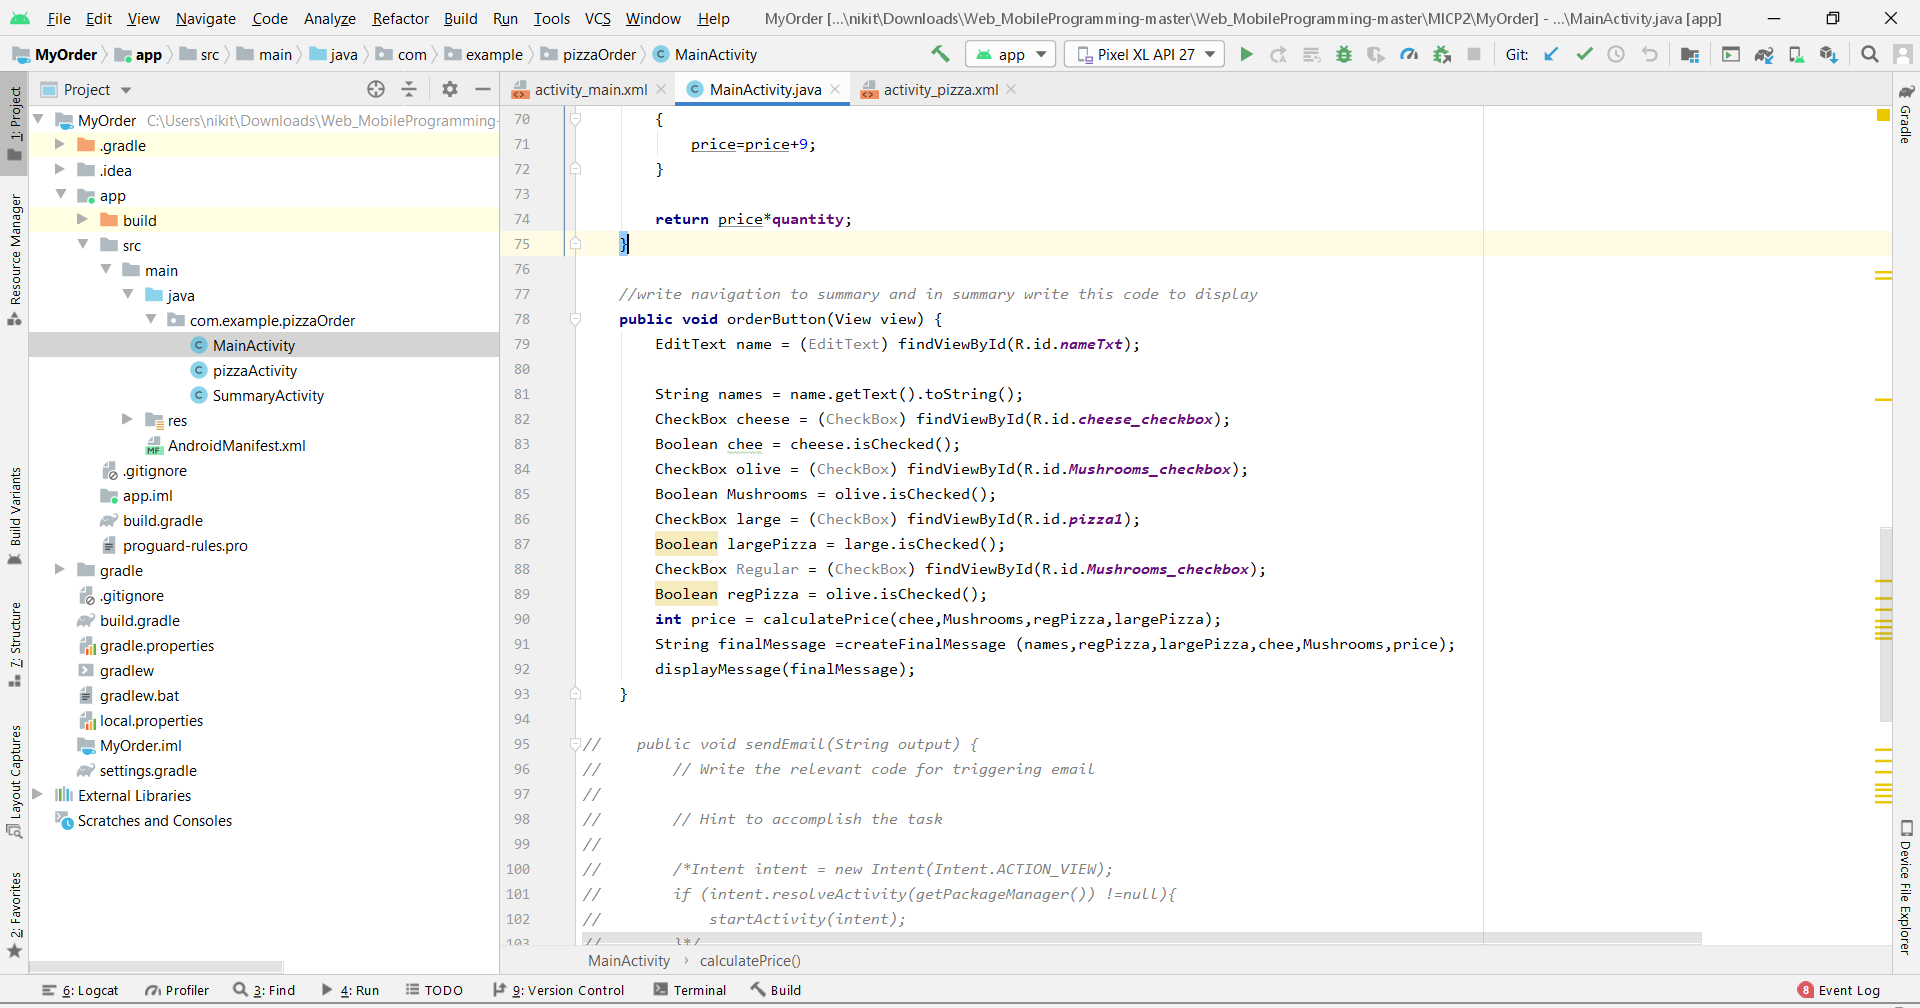 File Edit View Navigate Code Analyze Refactor Build Run Tools VCS Window Help MyOrder [...\nikit\Downloads\Web_MobileProgramming-master\Web_MobileProgramming-master\MICP2\MyOrder] - ...\MainActivity.java [app]
MyOrder app src main java com example pizzaOrder MainActivity app Pixel XL API 27 Git:
Project activity_main.xml MainActivity.java activity_pizza.xml
1: Project
Resource Manager
Build Variants
7: Structure
Layout Captures
2: Favorites
MyOrder C:\Users\nikit\Downloads\Web_MobileProgramming-
.gradle
.idea
app
build
src
main
java
com.example.pizzaOrder
MainActivity
pizzaActivity
SummaryActivity
res
AndroidManifest.xml
.gitignore
app.iml
build.gradle
proguard-rules.pro
gradle
.gitignore
build.gradle
gradle.properties
gradlew
gradlew.bat
local.properties
MyOrder.iml
settings.gradle
External Libraries
Scratches and Consoles
70 {
71 price=price+9;
72 }
73
74 return price*quantity;
75 }
76
77 //write navigation to summary and in summary write this code to display
78 public void orderButton(View view) {
79 EditText name = (EditText) findViewById(R.id.nameTxt);
80
81 String names = name.getText().toString();
82 CheckBox cheese = (CheckBox) findViewById(R.id.cheese_checkbox);
83 Boolean chee = cheese.isChecked();
84 CheckBox olive = (CheckBox) findViewById(R.id.Mushrooms_checkbox);
85 Boolean Mushrooms = olive.isChecked();
86 CheckBox large = (CheckBox) findViewById(R.id.pizza1);
87 Boolean largePizza = large.isChecked();
88 CheckBox Regular = (CheckBox) findViewById(R.id.Mushrooms_checkbox);
89 Boolean regPizza = olive.isChecked();
90 int price = calculatePrice(chee,Mushrooms,regPizza,largePizza);
91 String finalMessage =createFinalMessage (names,regPizza,largePizza,chee,Mushrooms,price);
92 displayMessage(finalMessage);
93 }
94
95 // public void sendEmail(String output) {
96 // // Write the relevant code for triggering email
97 //
98 // // Hint to accomplish the task
99 //
100 // /*Intent intent = new Intent(Intent.ACTION_VIEW);
101 // if (intent.resolveActivity(getPackageManager()) !=null){
102 // startActivity(intent);
103 // }*/
Gradle
Device File Explorer
MainActivity › calculatePrice()
6: Logcat Profiler 3: Find 4: Run TODO 9: Version Control Terminal Build 8 Event Log